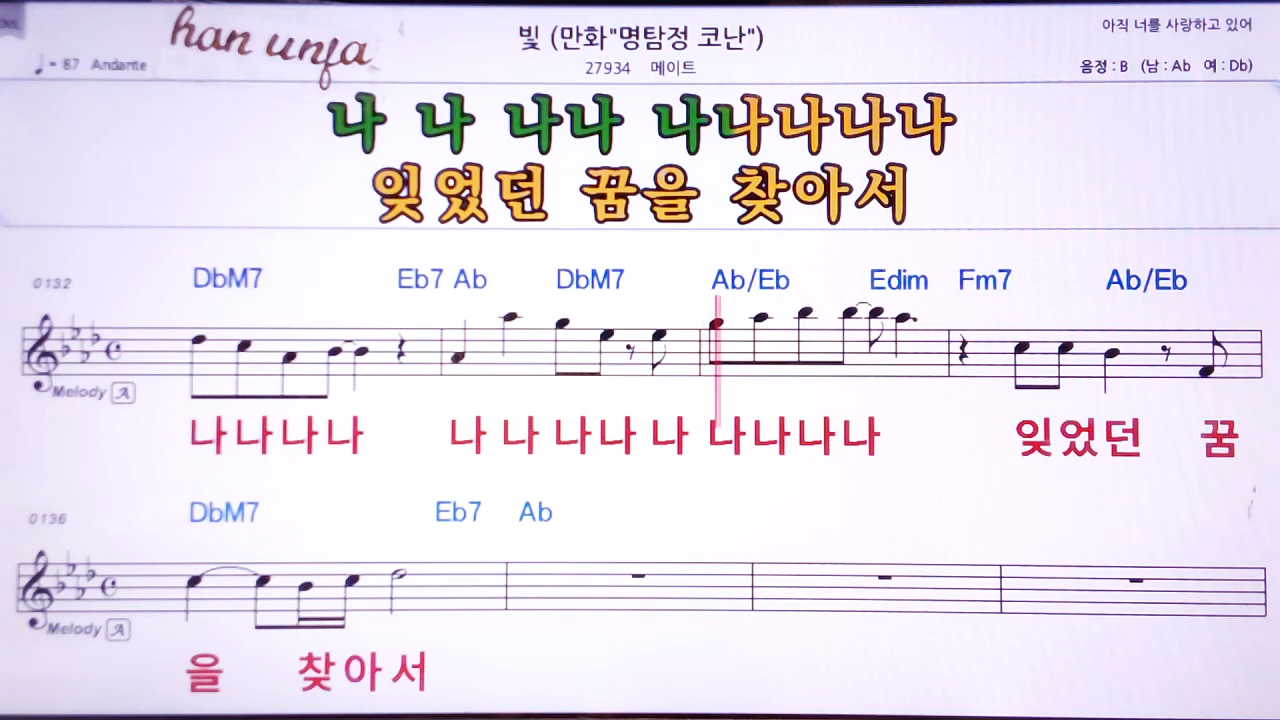 han unfa
빛 (만화"명탐정 코난")
아직 너를 사랑하고 있어
♩= 87 Andante
27934 메이트
음정 : B (남 : Ab 여 : Db)
나 나 나나 나나나나나
잊었던 꿈을 찾아서
0132
DbM7 Eb7 Ab DbM7 Ab/Eb Edim Fm7 Ab/Eb
Melody A
나나나나 나 나 나나 나 나나나나 잊었던 꿈
0136
DbM7 Eb7 Ab
Melody A
을 찾아서